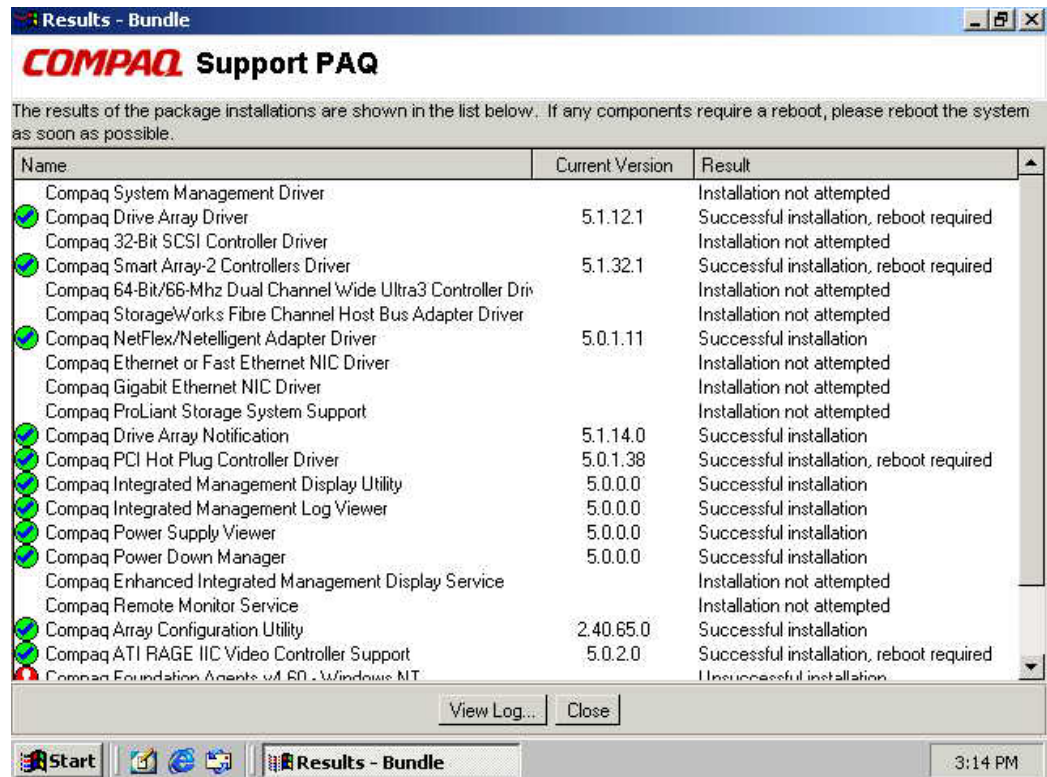 Results - Bundle
COMPAQ Support PAQ
The results of the package installations are shown in the list below. If any components require a reboot, please reboot the system
as soon as possible.
Name Current Version Result
Compaq System Management Driver Installation not attempted
Compaq Drive Array Driver 5.1.12.1 Successful installation, reboot required
Compaq 32-Bit SCSI Controller Driver Installation not attempted
Compaq Smart Array-2 Controllers Driver 5.1.32.1 Successful installation, reboot required
Compaq 64-Bit/66-Mhz Dual Channel Wide Ultra3 Controller Driv Installation not attempted
Compaq StorageWorks Fibre Channel Host Bus Adapter Driver Installation not attempted
Compaq NetFlex/Netelligent Adapter Driver 5.0.1.11 Successful installation
Compaq Ethernet or Fast Ethernet NIC Driver Installation not attempted
Compaq Gigabit Ethernet NIC Driver Installation not attempted
Compaq ProLiant Storage System Support Installation not attempted
Compaq Drive Array Notification 5.1.14.0 Successful installation
Compaq PCI Hot Plug Controller Driver 5.0.1.38 Successful installation, reboot required
Compaq Integrated Management Display Utility 5.0.0.0 Successful installation
Compaq Integrated Management Log Viewer 5.0.0.0 Successful installation
Compaq Power Supply Viewer 5.0.0.0 Successful installation
Compaq Power Down Manager 5.0.0.0 Successful installation
Compaq Enhanced Integrated Management Display Service Installation not attempted
Compaq Remote Monitor Service Installation not attempted
Compaq Array Configuration Utility 2.40.65.0 Successful installation
Compaq ATI RAGE IIC Video Controller Support 5.0.2.0 Successful installation, reboot required
Compaq Foundation Agents v4.60 - Windows NT Unsuccessful installation
View Log... Close
Start Results - Bundle 3:14 PM